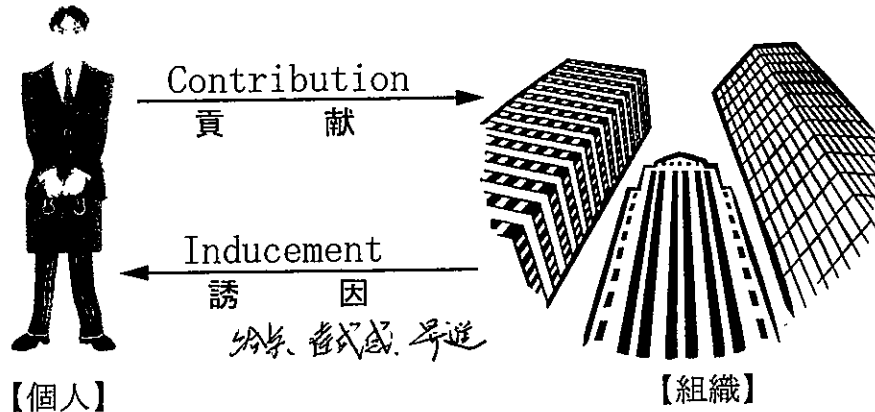 Contribution
貢 献
Inducement
誘 因
給与、達成感、昇進
【個人】
【組織】